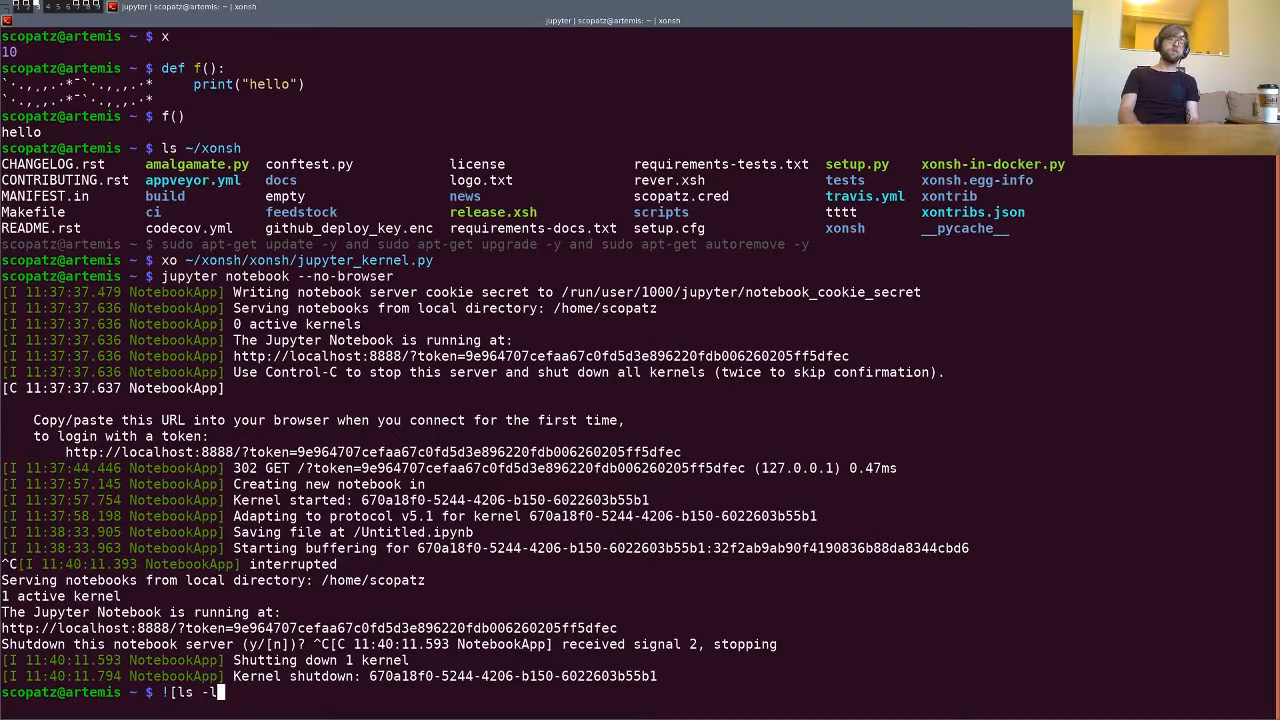 1 2 3 4 5 6 7 8 9 jupyter | scopatz@artemis: ~ | xonsh
jupyter | scopatz@artemis: ~ | xonsh
scopatz@artemis ~ $ x
10
scopatz@artemis ~ $ def f():
`·.,¸¸,.·*¯`·.,¸¸,.·* print("hello")
`·.,¸¸,.·*¯`·.,¸¸,.·*
scopatz@artemis ~ $ f()
hello
scopatz@artemis ~ $ ls ~/xonsh
CHANGELOG.rst amalgamate.py conftest.py license requirements-tests.txt setup.py xonsh-in-docker.py
CONTRIBUTING.rst appveyor.yml docs logo.txt rever.xsh tests xonsh.egg-info
MANIFEST.in build empty news scopatz.cred travis.yml xontrib
Makefile ci feedstock release.xsh scripts tttt xontribs.json
README.rst codecov.yml github_deploy_key.enc requirements-docs.txt setup.cfg xonsh __pycache__
scopatz@artemis ~ $ sudo apt-get update -y and sudo apt-get upgrade -y and sudo apt-get autoremove -y
scopatz@artemis ~ $ xo ~/xonsh/xonsh/jupyter_kernel.py
scopatz@artemis ~ $ jupyter notebook --no-browser
[I 11:37:37.479 NotebookApp] Writing notebook server cookie secret to /run/user/1000/jupyter/notebook_cookie_secret
[I 11:37:37.636 NotebookApp] Serving notebooks from local directory: /home/scopatz
[I 11:37:37.636 NotebookApp] 0 active kernels
[I 11:37:37.636 NotebookApp] The Jupyter Notebook is running at:
[I 11:37:37.636 NotebookApp] http://localhost:8888/?token=9e964707cefaa67c0fd5d3e896220fdb006260205ff5dfec
[I 11:37:37.636 NotebookApp] Use Control-C to stop this server and shut down all kernels (twice to skip confirmation).
[C 11:37:37.637 NotebookApp]
Copy/paste this URL into your browser when you connect for the first time,
to login with a token:
http://localhost:8888/?token=9e964707cefaa67c0fd5d3e896220fdb006260205ff5dfec
[I 11:37:44.446 NotebookApp] 302 GET /?token=9e964707cefaa67c0fd5d3e896220fdb006260205ff5dfec (127.0.0.1) 0.47ms
[I 11:37:57.145 NotebookApp] Creating new notebook in
[I 11:37:57.754 NotebookApp] Kernel started: 670a18f0-5244-4206-b150-6022603b55b1
[I 11:37:58.198 NotebookApp] Adapting to protocol v5.1 for kernel 670a18f0-5244-4206-b150-6022603b55b1
[I 11:38:33.905 NotebookApp] Saving file at /Untitled.ipynb
[I 11:38:33.963 NotebookApp] Starting buffering for 670a18f0-5244-4206-b150-6022603b55b1:32f2ab9ab90f4190836b88da8344cbd6
^C[I 11:40:11.393 NotebookApp] interrupted
Serving notebooks from local directory: /home/scopatz
1 active kernel
The Jupyter Notebook is running at:
http://localhost:8888/?token=9e964707cefaa67c0fd5d3e896220fdb006260205ff5dfec
Shutdown this notebook server (y/[n])? ^C[C 11:40:11.593 NotebookApp] received signal 2, stopping
[I 11:40:11.593 NotebookApp] Shutting down 1 kernel
[I 11:40:11.794 NotebookApp] Kernel shutdown: 670a18f0-5244-4206-b150-6022603b55b1
scopatz@artemis ~ $ ![ls -l